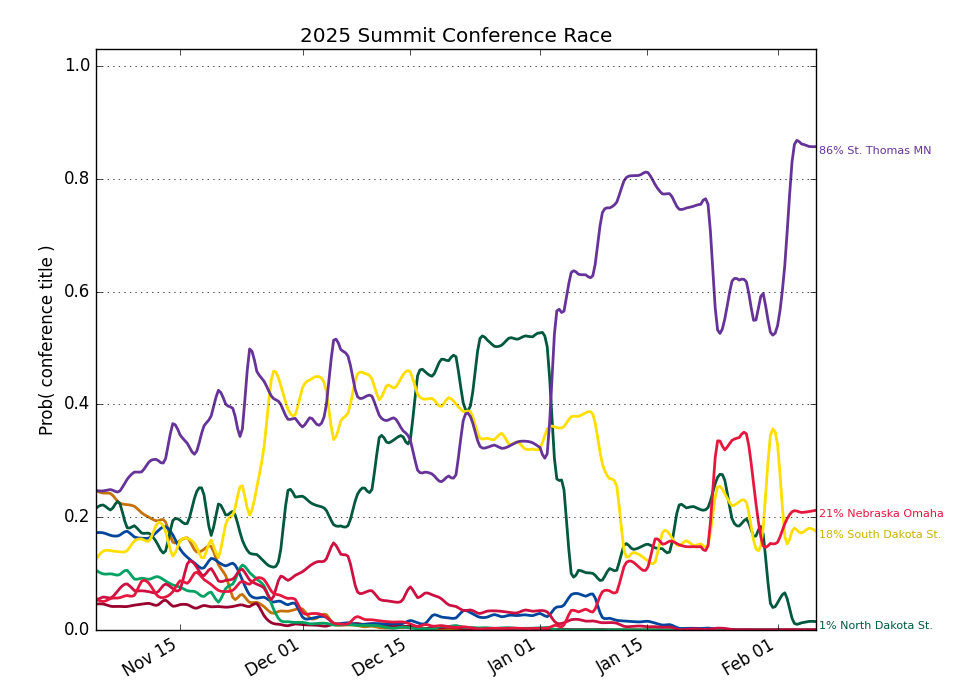 2025 Summit Conference Race
Prob( conference title )
1.0
0.8
0.6
0.4
0.2
0.0
86% St. Thomas MN
21% Nebraska Omaha
18% South Dakota St.
1% North Dakota St.
Nov 15
Dec 01
Dec 15
Jan 01
Jan 15
Feb 01